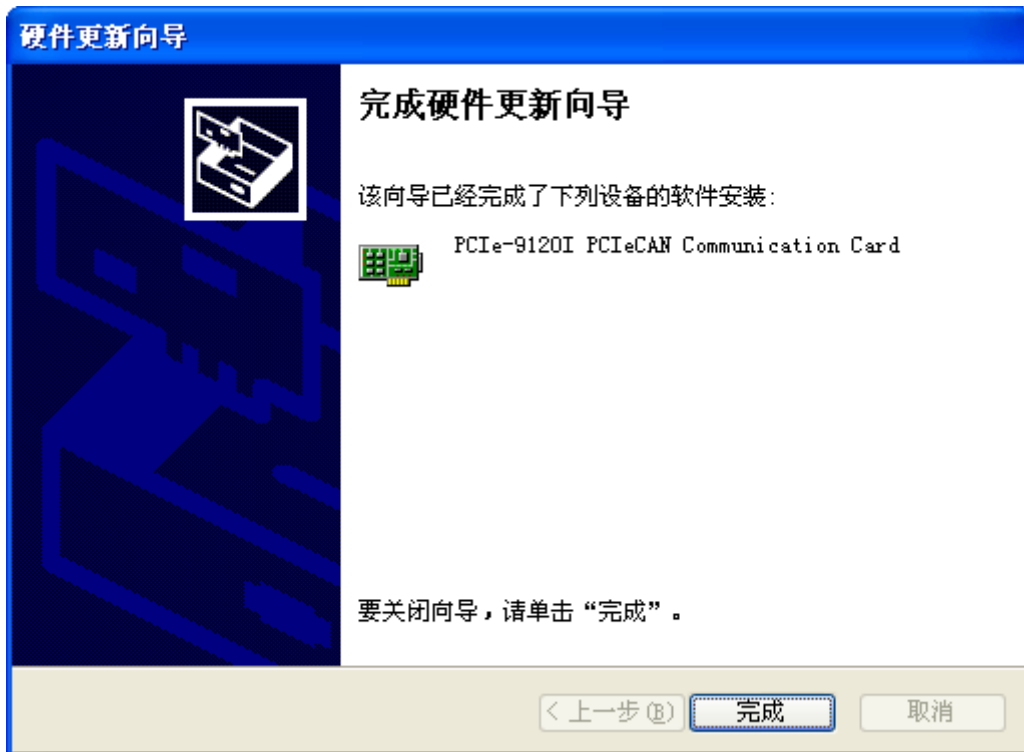 硬件更新向导
完成硬件更新向导
该向导已经完成了下列设备的软件安装:
PCIe-9120I PCIeCAN Communication Card
要关闭向导，请单击“完成”。
< 上一步(B)
完成
取消